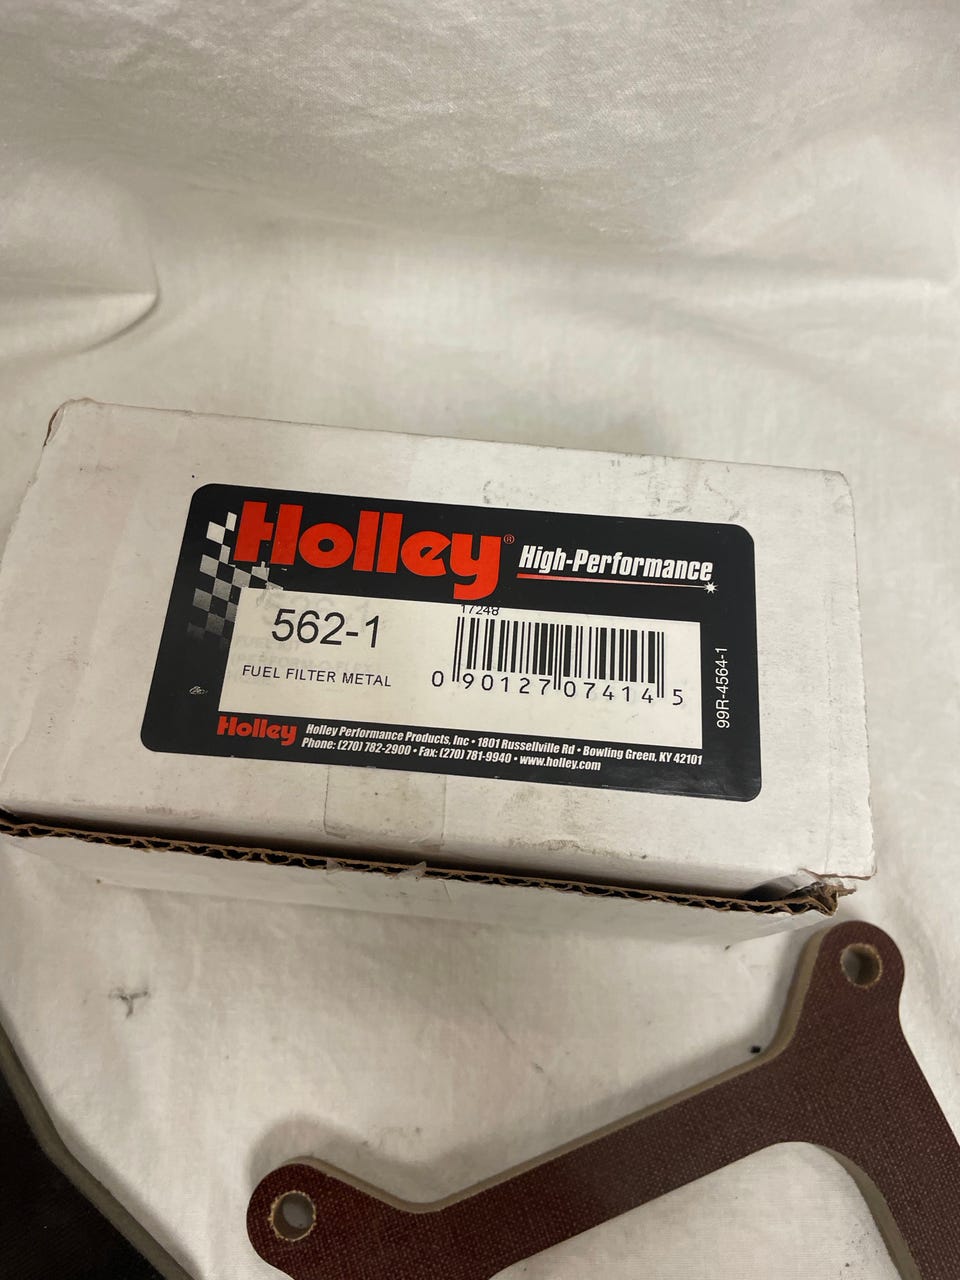 Holley® High-Performance
17248
562-1
FUEL FILTER METAL
0 90127 07414 5
99R-4564-1
Holley
Holley Performance Products, Inc • 1801 Russellville Rd • Bowling Green, KY 42101
Phone: (270) 782-2900 • Fax: (270) 781-9940 • www.holley.com